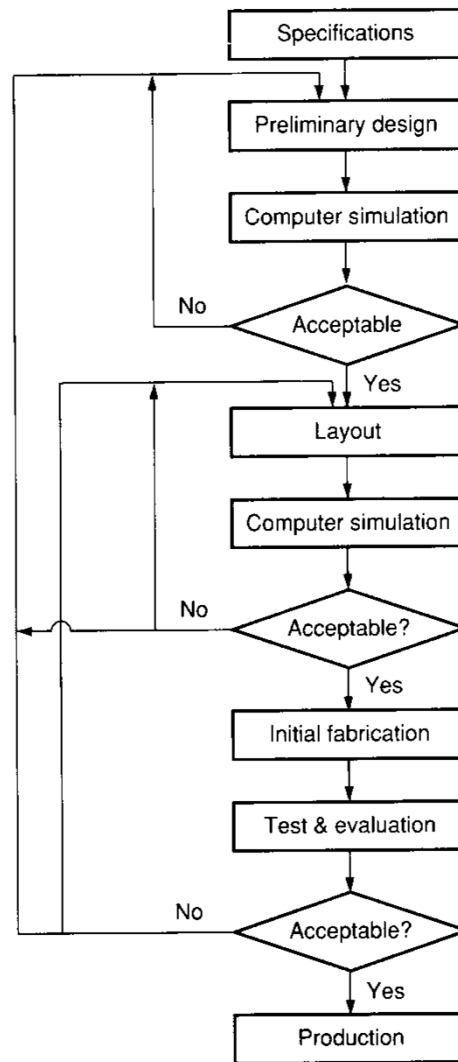 Specifications
Preliminary design
Computer simulation
No
Acceptable
Yes
Layout
Computer simulation
No
Acceptable?
Yes
Initial fabrication
Test & evaluation
No
Acceptable?
Yes
Production